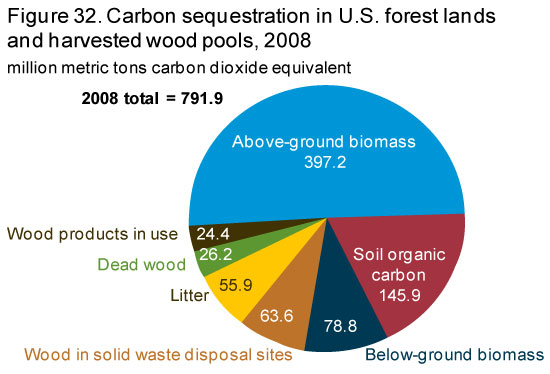 Figure 32. Carbon sequestration in U.S. forest lands
and harvested wood pools, 2008
million metric tons carbon dioxide equivalent
2008 total = 791.9
Above-ground biomass
397.2
Wood products in use
24.4
Dead wood
26.2
Litter
55.9
Soil organic
carbon
145.9
63.6
78.8
Wood in solid waste disposal sites
Below-ground biomass